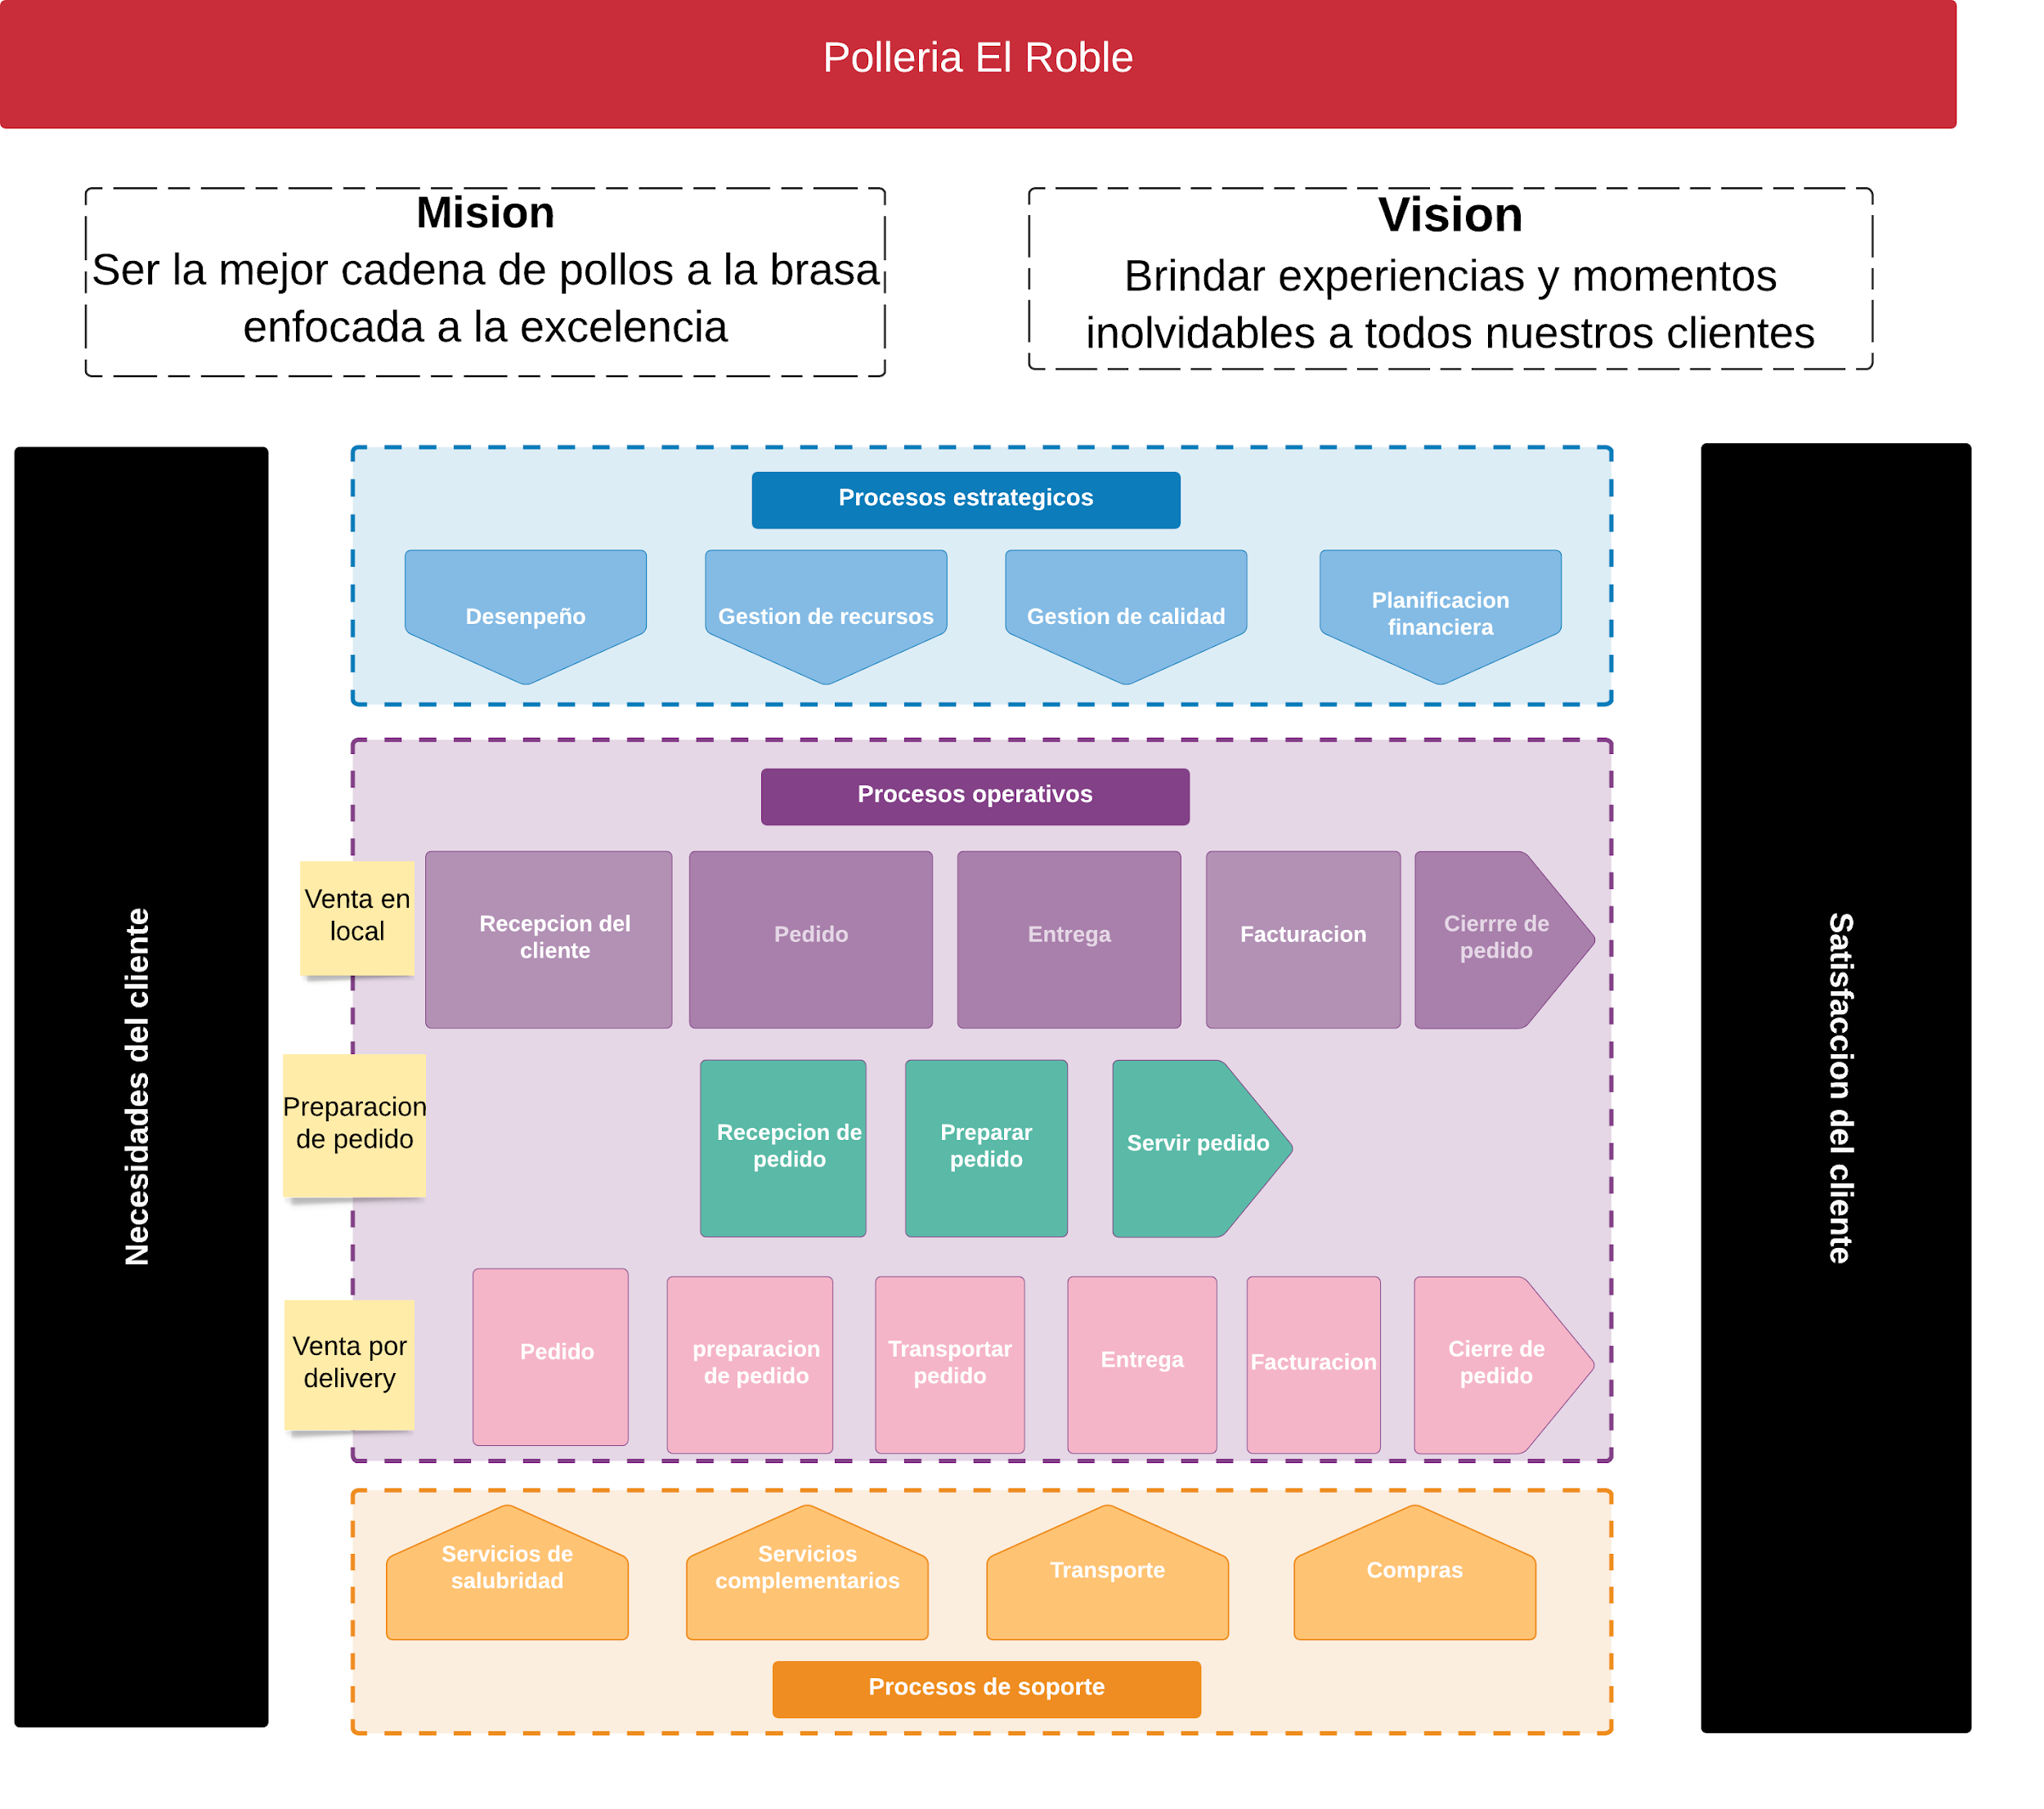 Polleria El Roble
Mision
Ser la mejor cadena de pollos a la brasa
enfocada a la excelencia
Vision
Brindar experiencias y momentos
inolvidables a todos nuestros clientes
Necesidades del cliente
Procesos estrategicos
Desenpeño
Gestion de recursos
Gestion de calidad
Planificacion
financiera
Procesos operativos
Venta en
local
Recepcion del
cliente
Pedido
Entrega
Facturacion
Cierrre de
pedido
Preparacion
de pedido
Recepcion de
pedido
Preparar
pedido
Servir pedido
Venta por
delivery
Pedido
preparacion
de pedido
Transportar
pedido
Entrega
Facturacion
Cierre de
pedido
Servicios de
salubridad
Servicios
complementarios
Transporte
Compras
Procesos de soporte
Satisfaccion del cliente